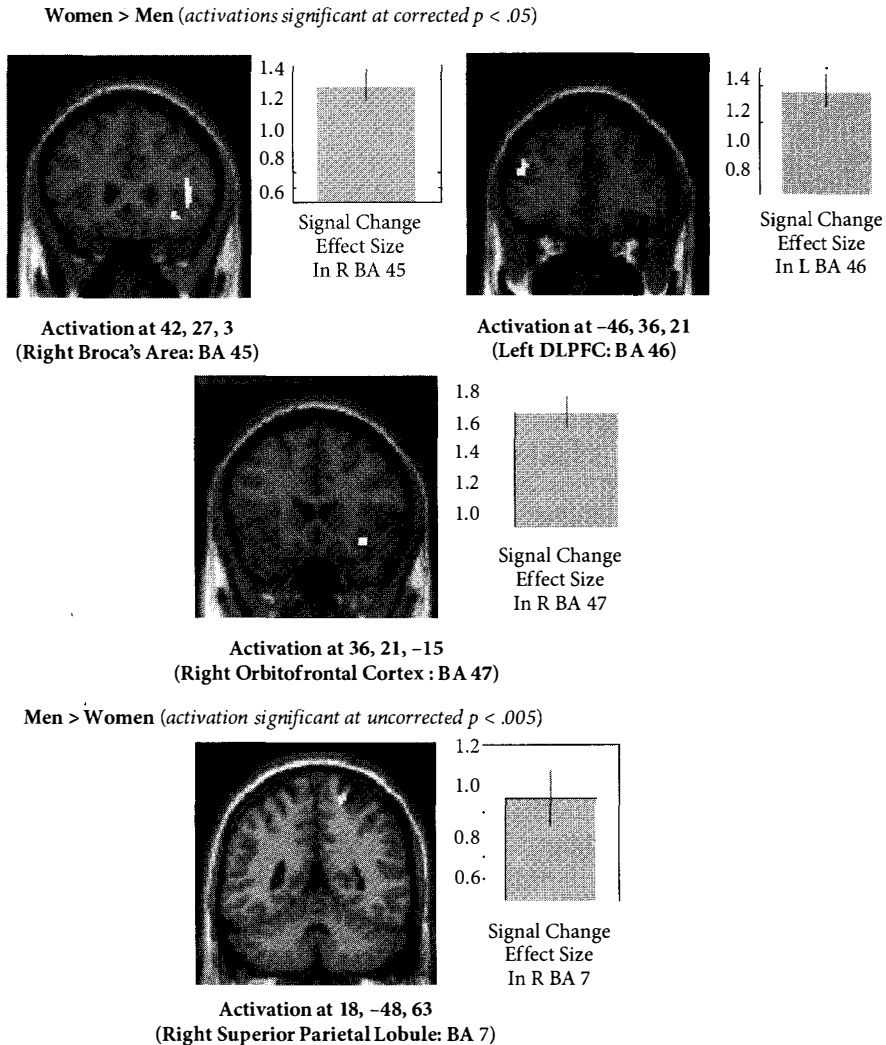 Women > Men (activations significant at corrected p < .05)
1.4
1.2
1.0
0.8
0.6
Signal Change
Effect Size
In R BA 45
Activation at 42, 27, 3
(Right Broca's Area: BA 45)
1.4
1.2
1.0
0.8
Signal Change
Effect Size
In L BA 46
Activation at –46, 36, 21
(Left DLPFC: BA 46)
1.8
1.6
1.4
1.2
1.0
Signal Change
Effect Size
In R BA 47
Activation at 36, 21, –15
(Right Orbitofrontal Cortex : BA 47)
Men > Women (activation significant at uncorrected p < .005)
1.2
1.0
0.8
0.6
Signal Change
Effect Size
In R BA 7
Activation at 18, –48, 63
(Right Superior Parietal Lobule: BA 7)